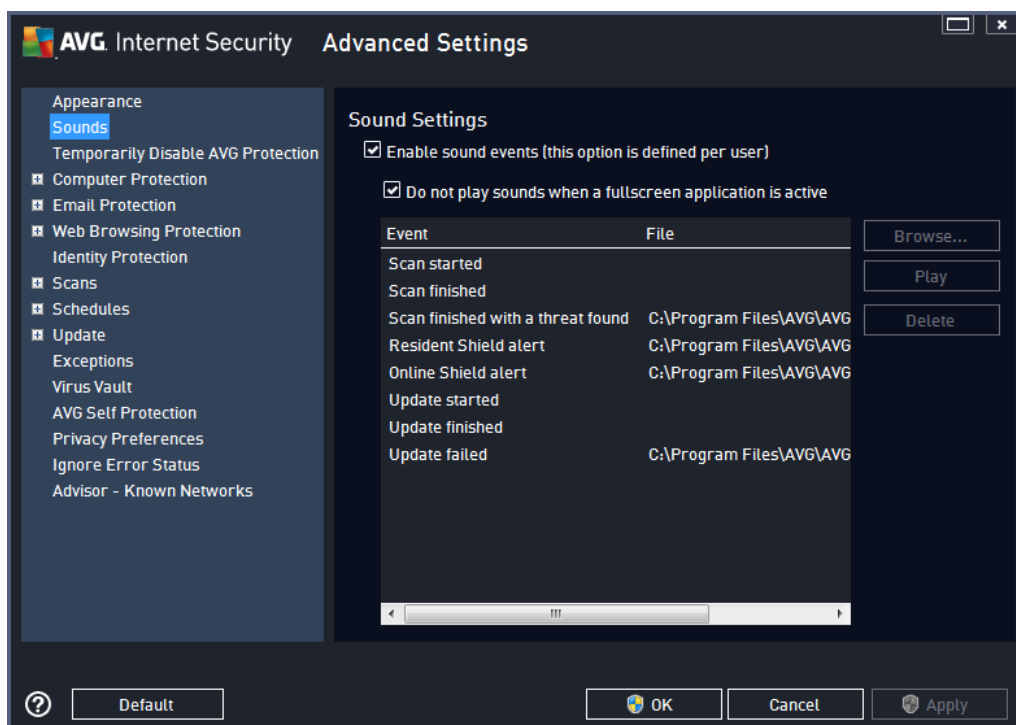 AVG. Internet Security Advanced Settings
Appearance
Sounds
Temporarily Disable AVG Protection
Computer Protection
Email Protection
Web Browsing Protection
Identity Protection
Scans
Schedules
Update
Exceptions
Virus Vault
AVG Self Protection
Privacy Preferences
Ignore Error Status
Advisor - Known Networks
Sound Settings
Enable sound events (this option is defined per user)
Do not play sounds when a fullscreen application is active
Event File
Scan started
Scan finished
Scan finished with a threat found C:\Program Files\AVG\AVG
Resident Shield alert C:\Program Files\AVG\AVG
Online Shield alert C:\Program Files\AVG\AVG
Update started
Update finished
Update failed C:\Program Files\AVG\AVG
Browse...
Play
Delete
? Default OK Cancel Apply